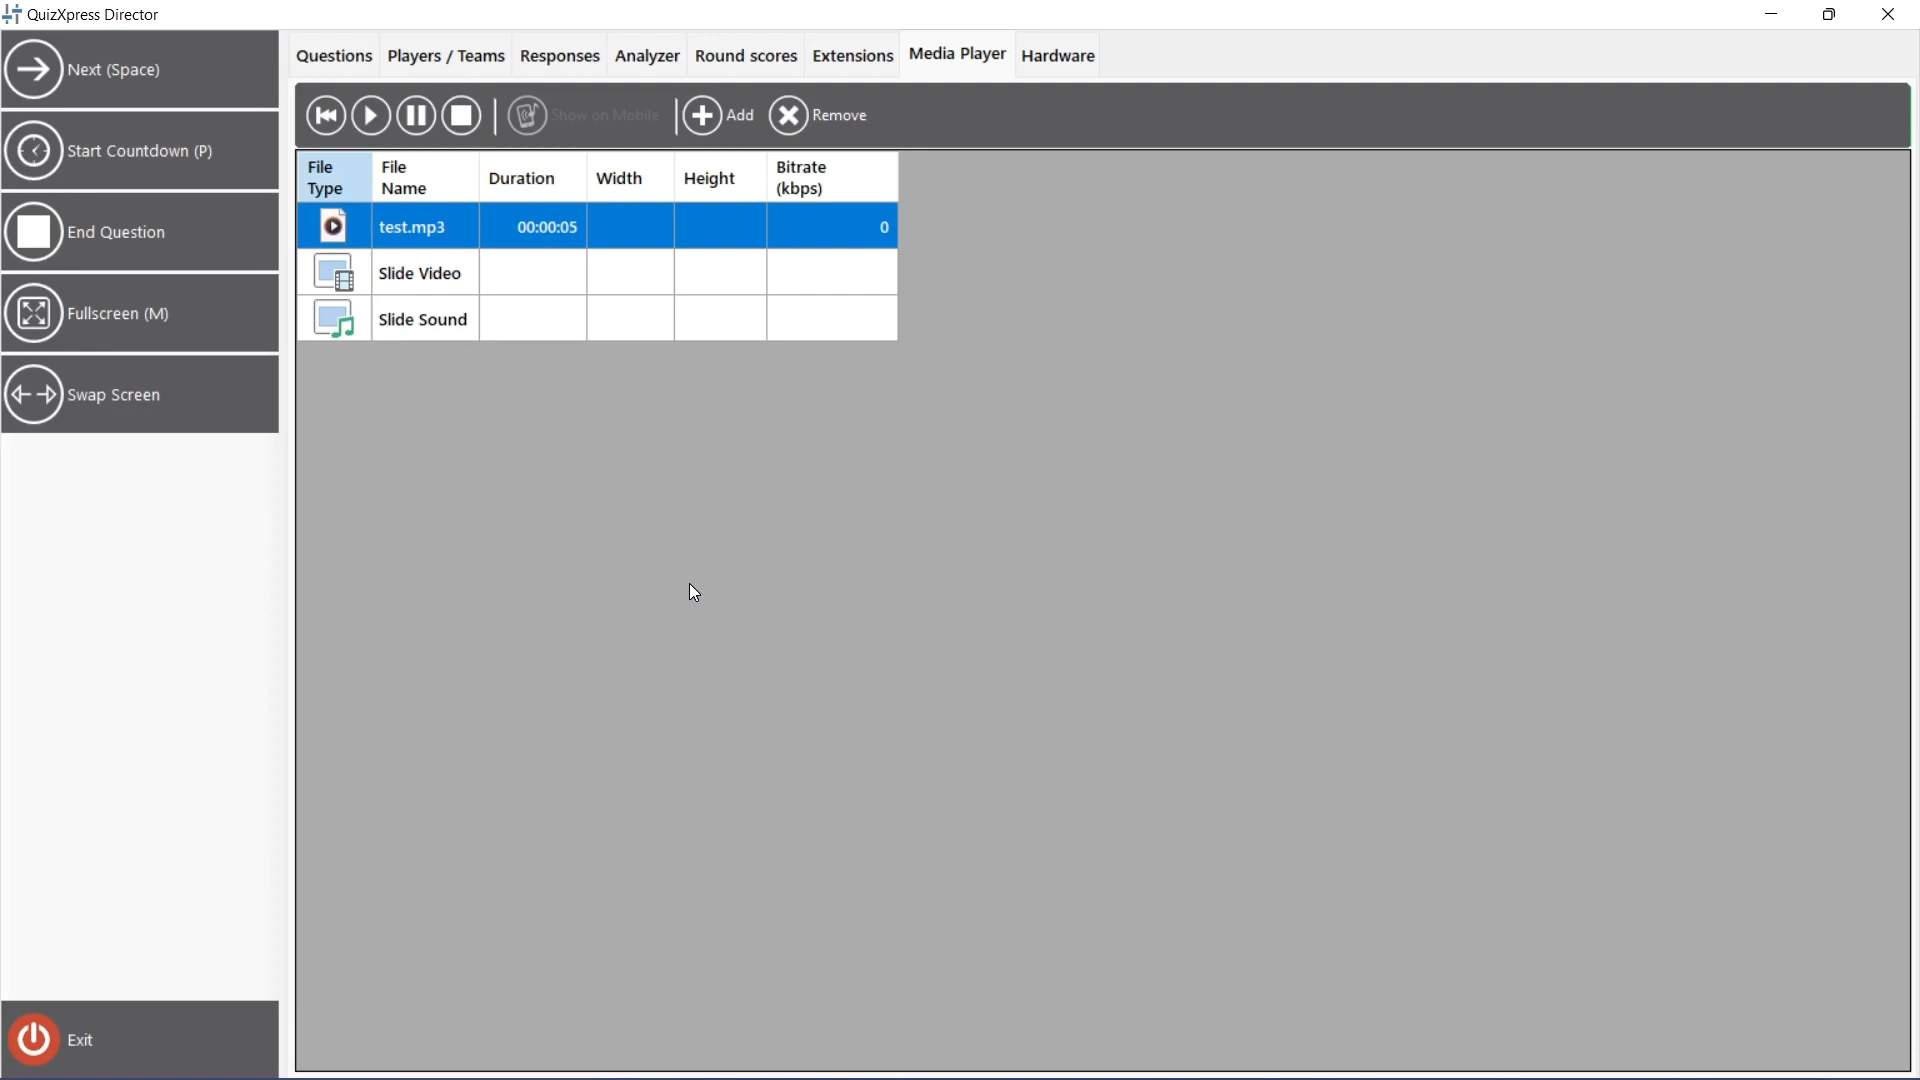 QuizXpress Director
Next (Space)
Start Countdown (P)
End Question
Fullscreen (M)
Swap Screen
Exit
Questions Players / Teams Responses Analyzer Round scores Extensions Media Player Hardware
Show on Mobile Add Remove
File Type File Name Duration Width Height Bitrate (kbps)
test.mp3 00:00:05 0
Slide Video
Slide Sound